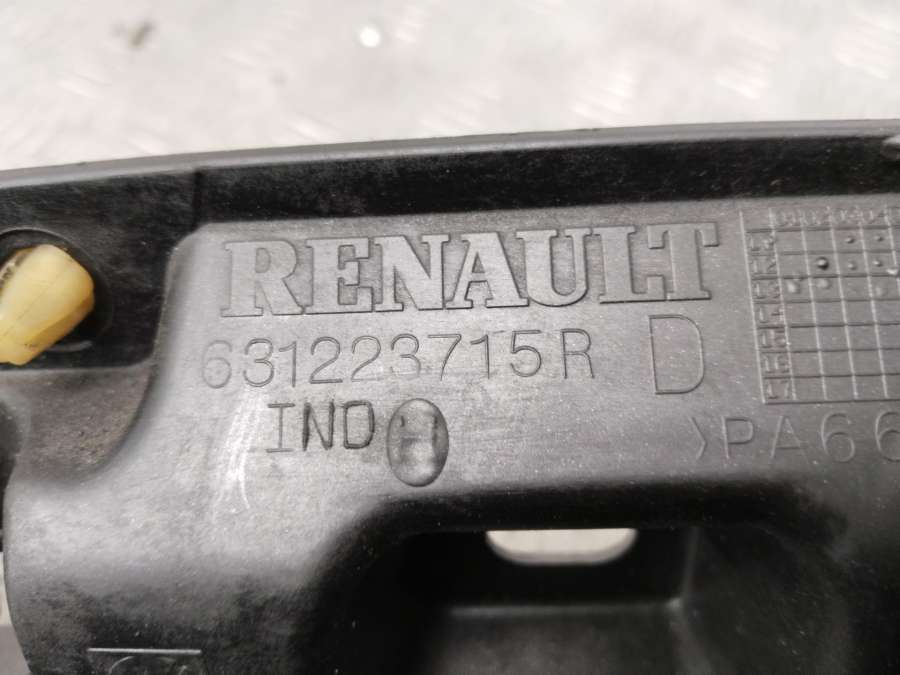 RENAULT
631223715R D
IND H
>PA66